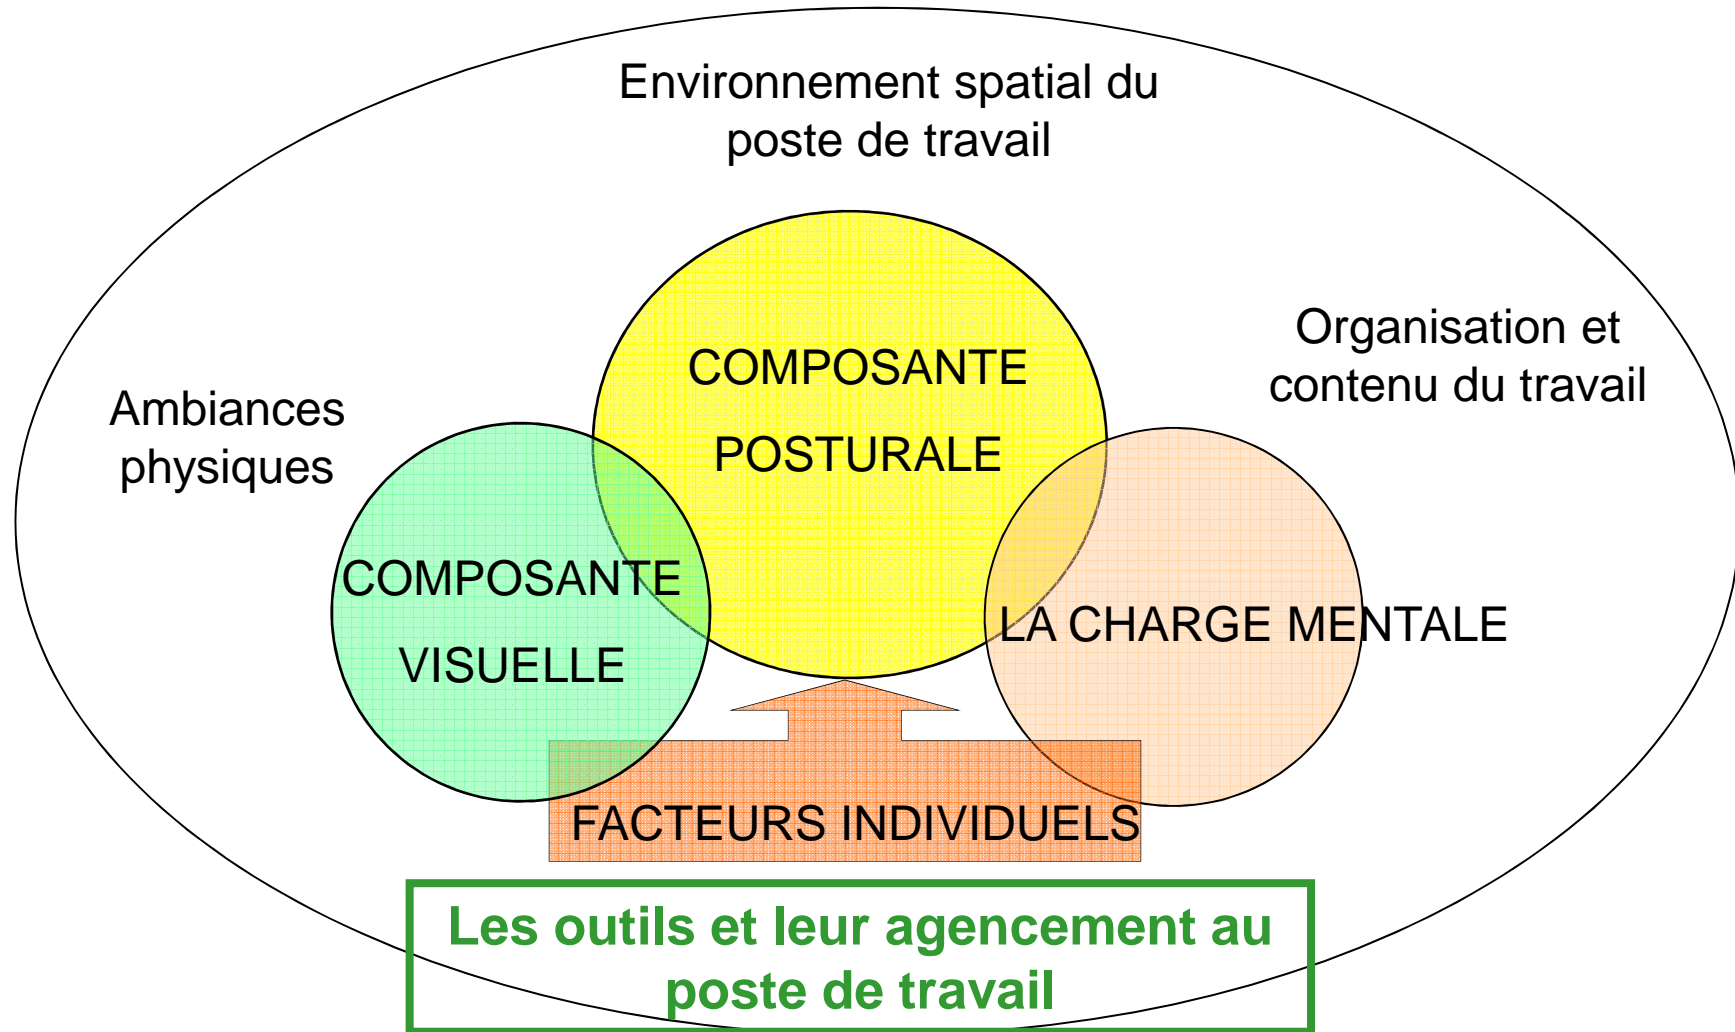 Environnement spatial du
poste de travail
Organisation et
contenu du travail
Ambiances
physiques
COMPOSANTE
POSTURALE
COMPOSANTE
VISUELLE
LA CHARGE MENTALE
FACTEURS INDIVIDUELS
Les outils et leur agencement au
poste de travail